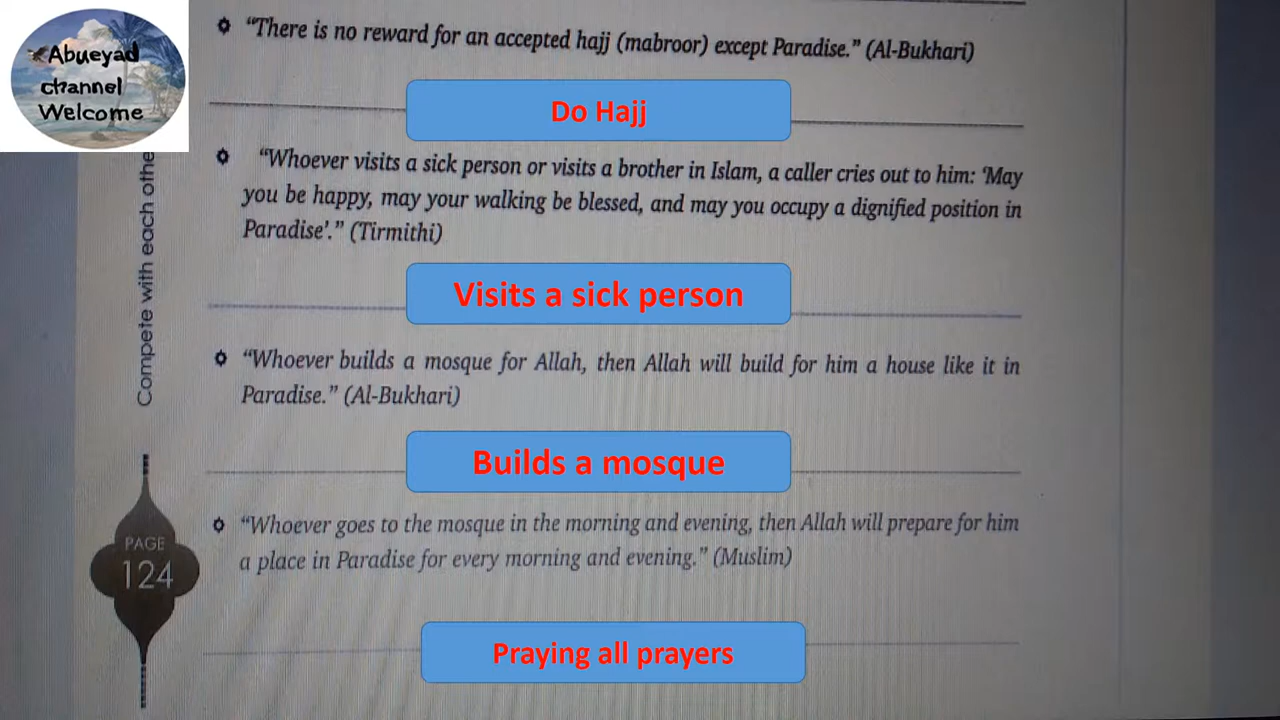 Abueyad
channel
Welcome
"There is no reward for an accepted hajj (mabroor) except Paradise." (Al-Bukhari)
Do Hajj
"Whoever visits a sick person or visits a brother in Islam, a caller cries out to him: 'May
you be happy, may your walking be blessed, and may you occupy a dignified position in
Paradise'." (Tirmithi)
Visits a sick person
"Whoever builds a mosque for Allah, then Allah will build for him a house like it in
Paradise." (Al-Bukhari)
Builds a mosque
"Whoever goes to the mosque in the morning and evening, then Allah will prepare for him
a place in Paradise for every morning and evening." (Muslim)
Praying all prayers
Compete with each othe
PAGE
124